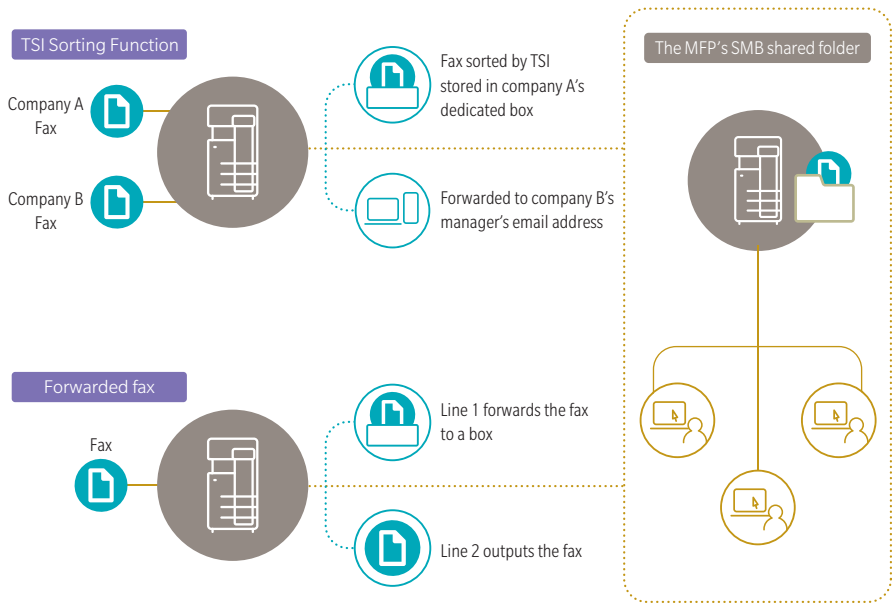 TSI Sorting Function
Company A
Fax
Company B
Fax
Fax sorted by TSI
stored in company A's
dedicated box
Forwarded to company B's
manager's email address
The MFP's SMB shared folder
Forwarded fax
Fax
Line 1 forwards the fax
to a box
Line 2 outputs the fax